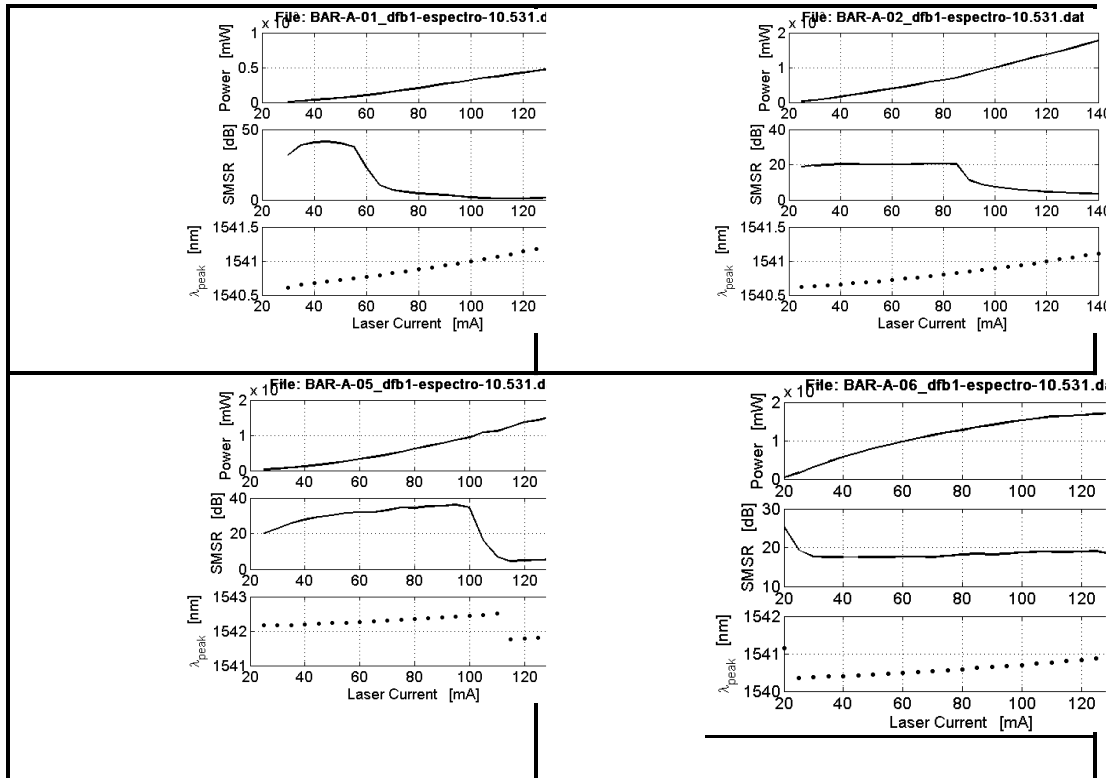 File: BAR-A-01_dfb1-espectro-10.531.d
x 10
Power [mW]
1
0.5
0
20 40 60 80 100 120
SMSR [dB]
50
0
20 40 60 80 100 120
λpeak [nm]
1541.5
1541
1540.5
20 40 60 80 100 120
Laser Current [mA]
File: BAR-A-02_dfb1-espectro-10.531.dat
x 10
Power [mW]
2
1
0
20 40 60 80 100 120 140
SMSR [dB]
40
20
0
20 40 60 80 100 120 140
λpeak [nm]
1541.5
1541
1540.5
20 40 60 80 100 120 140
Laser Current [mA]
File: BAR-A-05_dfb1-espectro-10.531.d
x 10
Power [mW]
2
1
0
20 40 60 80 100 120
SMSR [dB]
40
20
0
20 40 60 80 100 120
λpeak [nm]
1543
1542
1541
20 40 60 80 100 120
Laser Current [mA]
File: BAR-A-06_dfb1-espectro-10.531.da
x 10
Power [mW]
2
1
0
20 40 60 80 100 120
SMSR [dB]
30
20
10
20 40 60 80 100 120
λpeak [nm]
1542
1541
1540
20 40 60 80 100 120
Laser Current [mA]